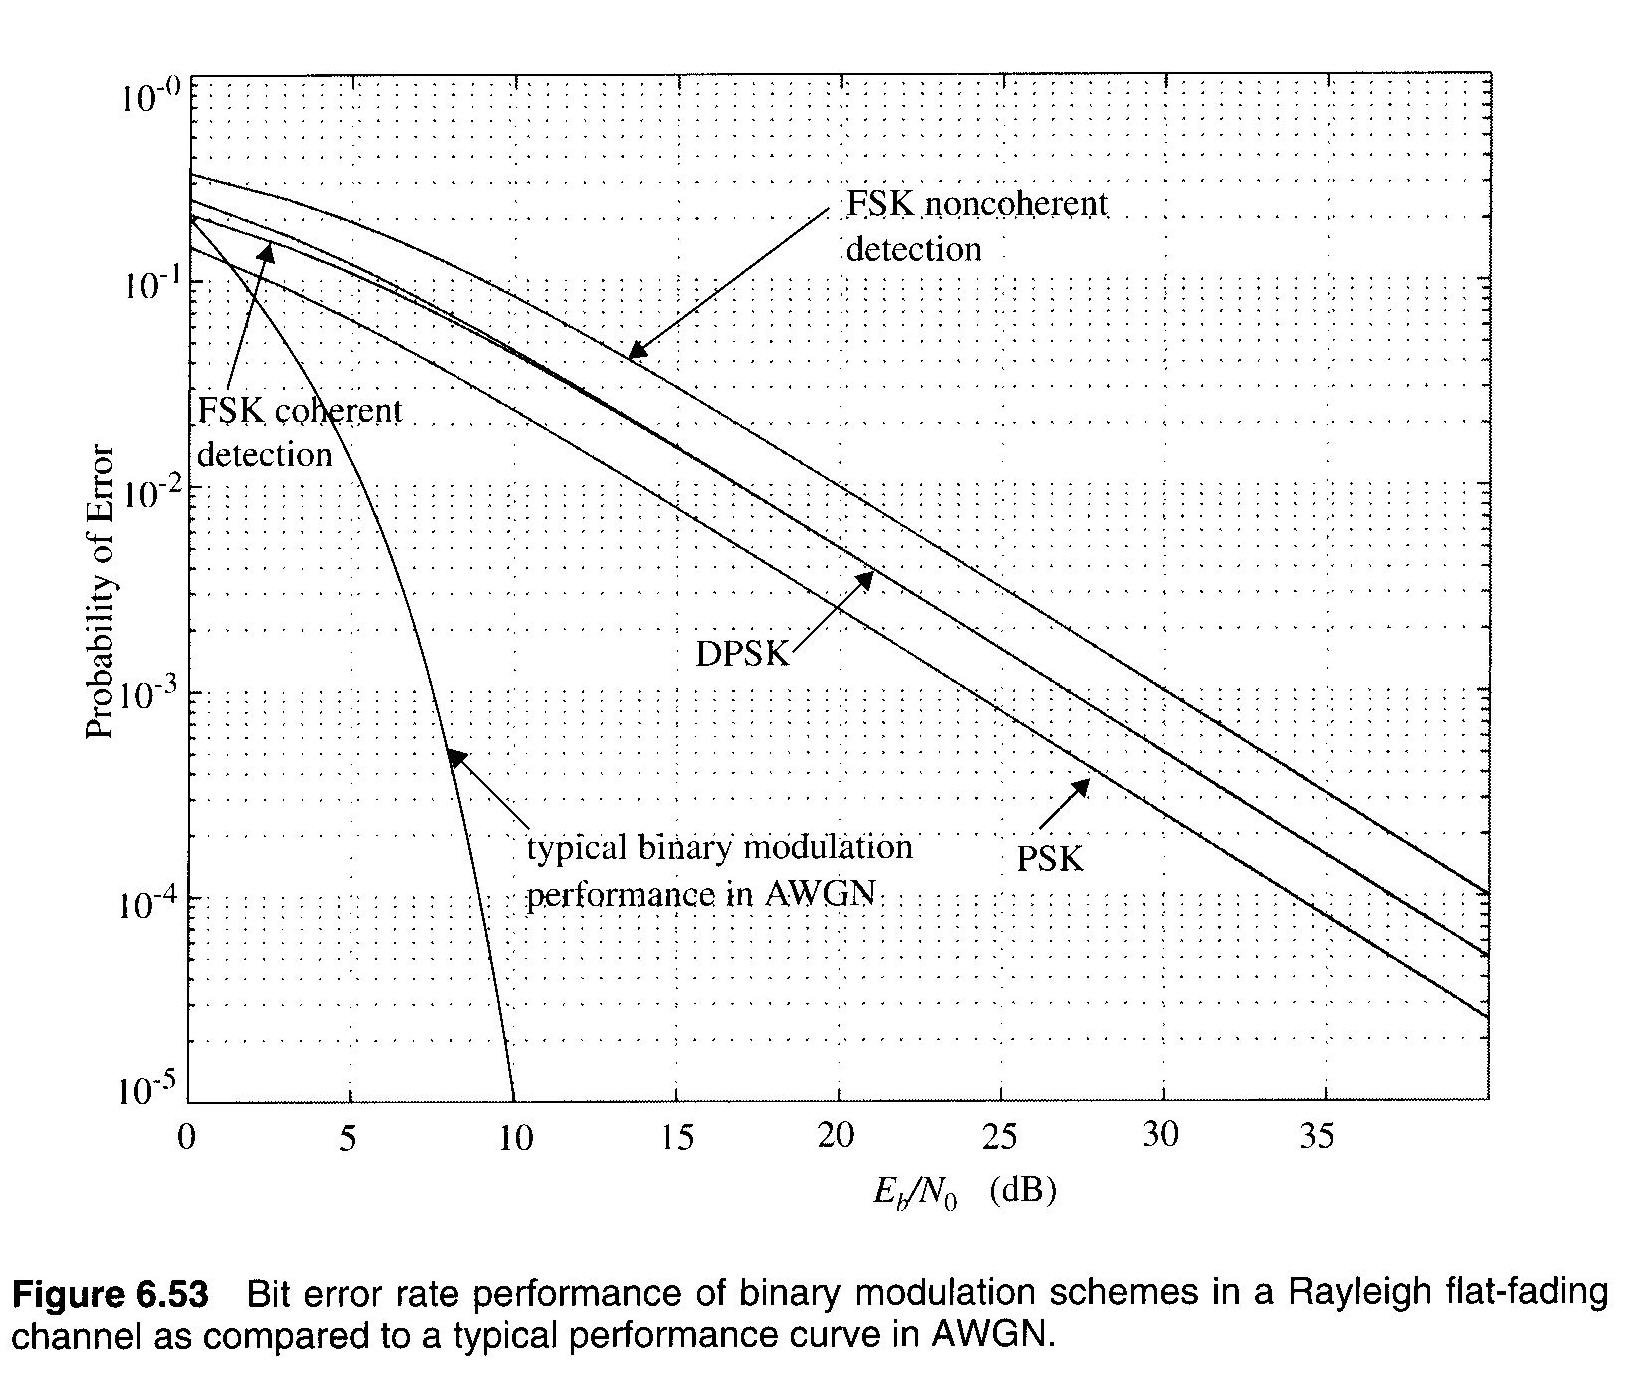 10⁻⁰
FSK noncoherent
detection
10⁻¹
FSK coherent
detection
10⁻²
Probability of Error
DPSK
10⁻³
typical binary modulation
performance in AWGN
PSK
10⁻⁴
10⁻⁵
0 5 10 15 20 25 30 35
E_b/N_0 (dB)
Figure 6.53 Bit error rate performance of binary modulation schemes in a Rayleigh flat-fading
channel as compared to a typical performance curve in AWGN.